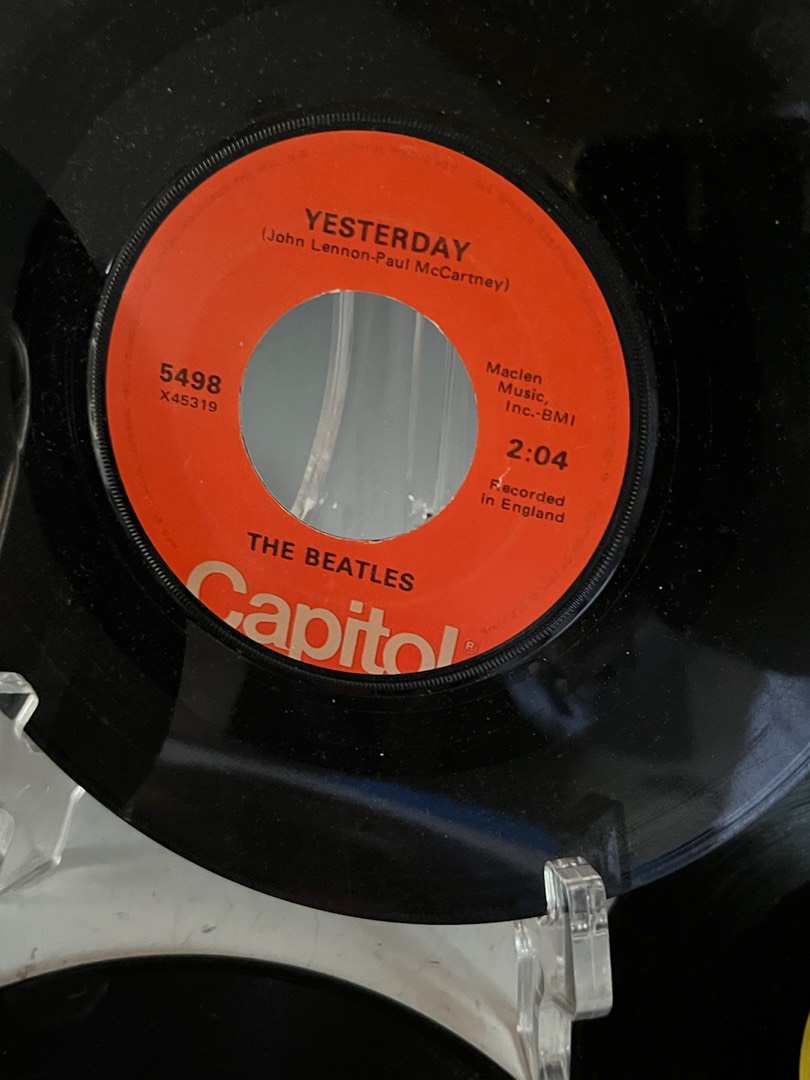 YESTERDAY
(John Lennon-Paul McCartney)
5498
X45319
Maclen
Music,
Inc.-BMI
2:04
Recorded
in England
THE BEATLES
Capitol®